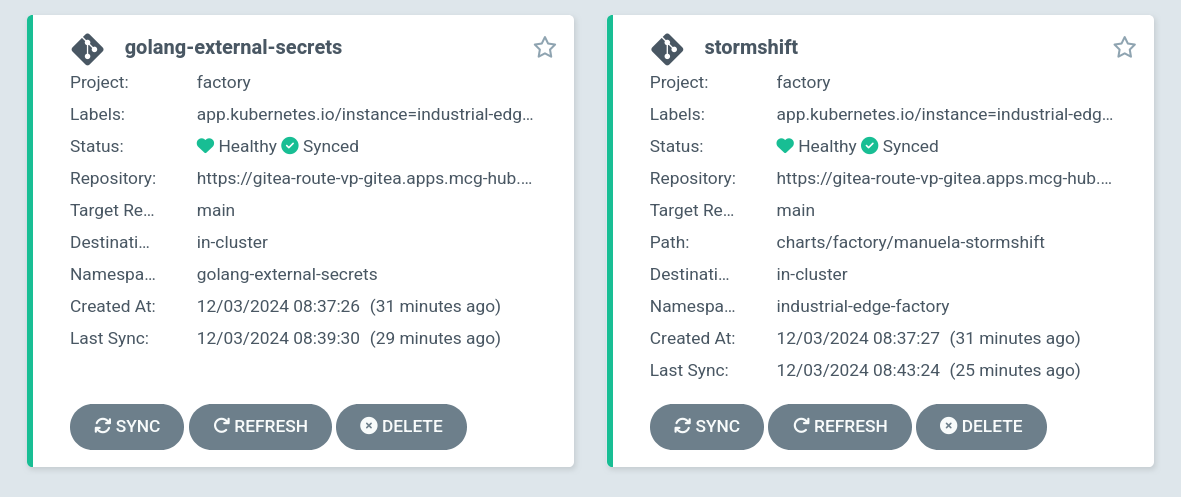 golang-external-secrets
Project: factory
Labels: app.kubernetes.io/instance=industrial-edg...
Status: Healthy Synced
Repository: https://gitea-route-vp-gitea.apps.mcg-hub....
Target Re... main
Destinati... in-cluster
Namespa... golang-external-secrets
Created At: 12/03/2024 08:37:26 (31 minutes ago)
Last Sync: 12/03/2024 08:39:30 (29 minutes ago)
SYNC REFRESH DELETE
stormshift
Project: factory
Labels: app.kubernetes.io/instance=industrial-edg...
Status: Healthy Synced
Repository: https://gitea-route-vp-gitea.apps.mcg-hub....
Target Re... main
Path: charts/factory/manuela-stormshift
Destinati... in-cluster
Namespa... industrial-edge-factory
Created At: 12/03/2024 08:37:27 (31 minutes ago)
Last Sync: 12/03/2024 08:43:24 (25 minutes ago)
SYNC REFRESH DELETE